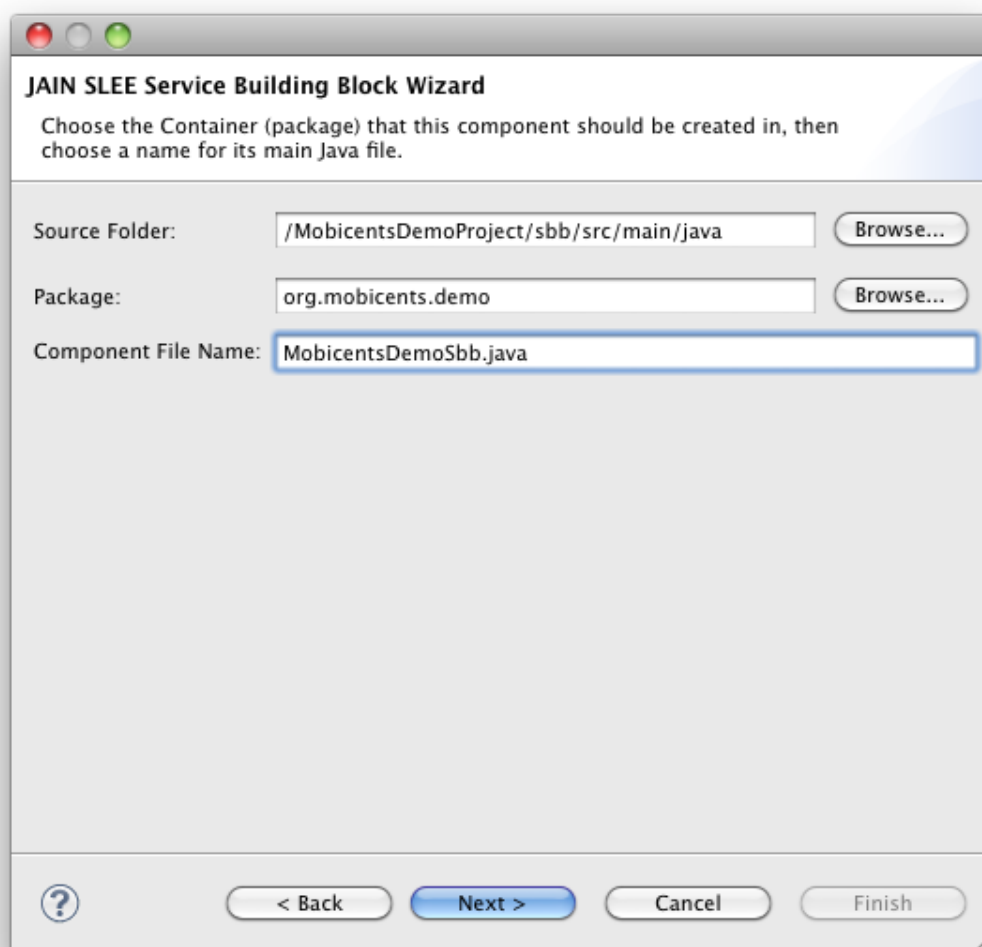 JAIN SLEE Service Building Block Wizard
Choose the Container (package) that this component should be created in, then
choose a name for its main Java file.
Source Folder: /MobicentsDemoProject/sbb/src/main/java Browse...
Package: org.mobicents.demo Browse...
Component File Name: MobicentsDemoSbb.java
? < Back Next > Cancel Finish